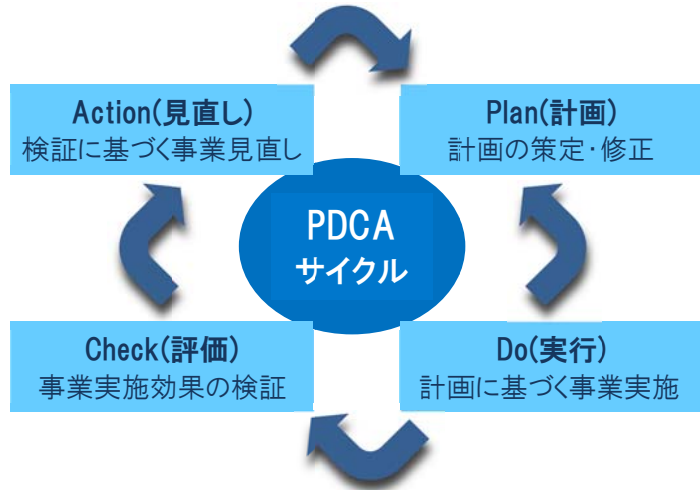 Action(見直し)
検証に基づく事業見直し
Plan(計画)
計画の策定・修正
PDCA
サイクル
Check(評価)
事業実施効果の検証
Do(実行)
計画に基づく事業実施